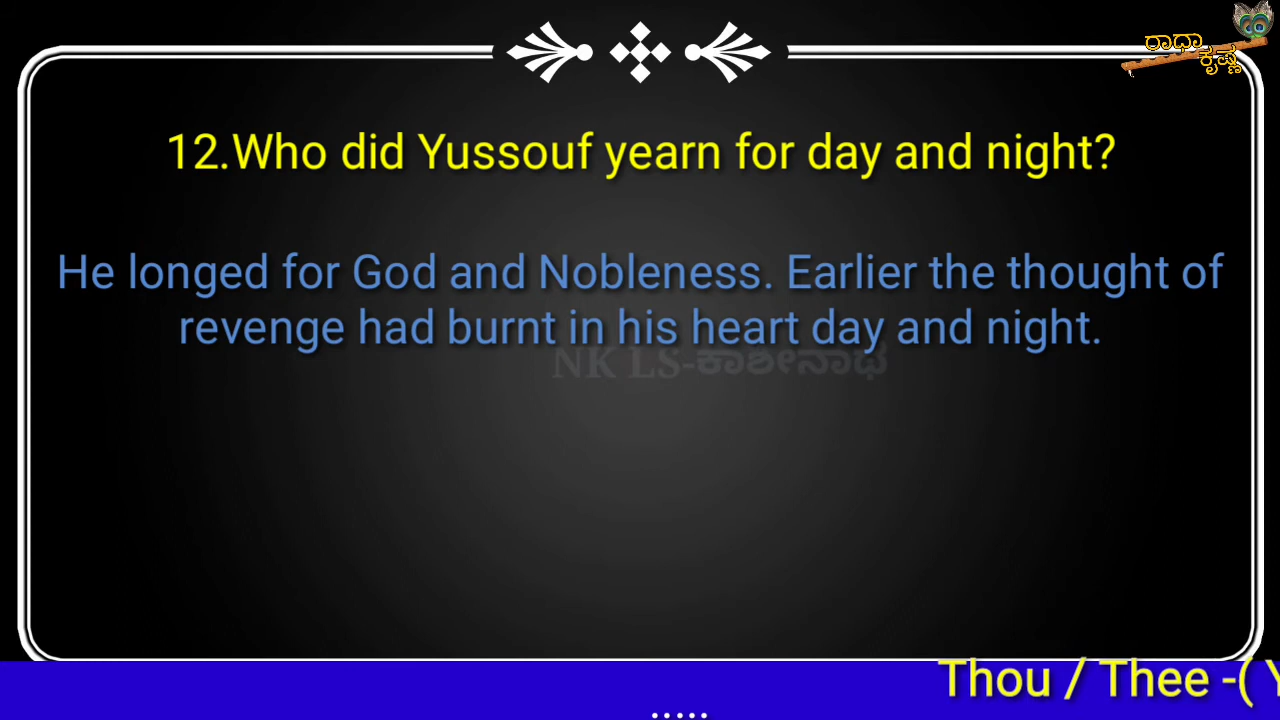 ರಾಧಾ
ಕೃಷ್ಣ
12.Who did Yussouf yearn for day and night?
He longed for God and Nobleness. Earlier the thought of
revenge had burnt in his heart day and night.
NK LS-ಕಾಶೀನಾಥ
Thou / Thee -( Y